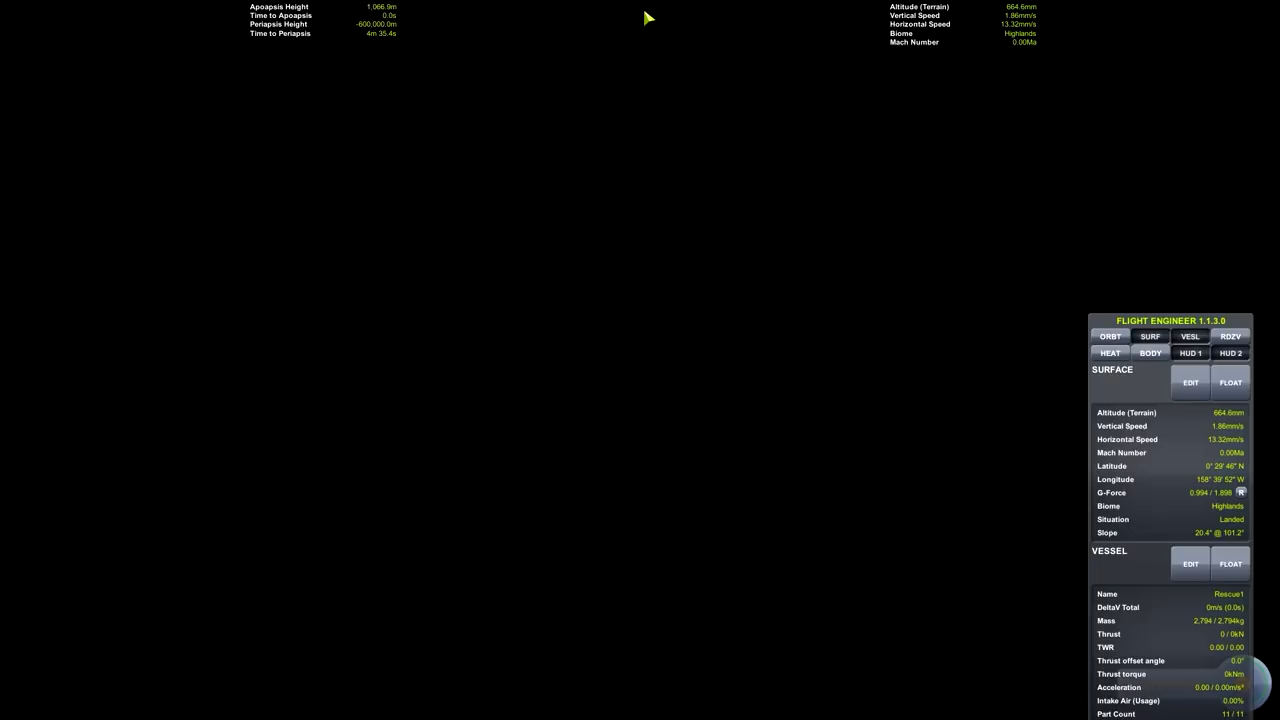 Apoapsis Height 1,066.9m
Time to Apoapsis 0.0s
Periapsis Height -600,000.0m
Time to Periapsis 4m 35.4s
Altitude (Terrain) 664.6mm
Vertical Speed 1.86mm/s
Horizontal Speed 13.32mm/s
Biome Highlands
Mach Number 0.00Ma
FLIGHT ENGINEER 1.1.3.0
ORBT SURF VESL RDZV
HEAT BODY HUD 1 HUD 2
SURFACE EDIT FLOAT
Altitude (Terrain) 664.6mm
Vertical Speed 1.86mm/s
Horizontal Speed 13.32mm/s
Mach Number 0.00Ma
Latitude 0° 29' 46" N
Longitude 158° 39' 52" W
G-Force 0.994 / 1.898 R
Biome Highlands
Situation Landed
Slope 20.4° @ 101.2°
VESSEL EDIT FLOAT
Name Rescue1
DeltaV Total 0m/s (0.0s)
Mass 2,794 / 2,794kg
Thrust 0 / 0kN
TWR 0.00 / 0.00
Thrust offset angle 0.0°
Thrust torque 0kNm
Acceleration 0.00 / 0.00m/s²
Intake Air (Usage) 0.00%
Part Count 11 / 11